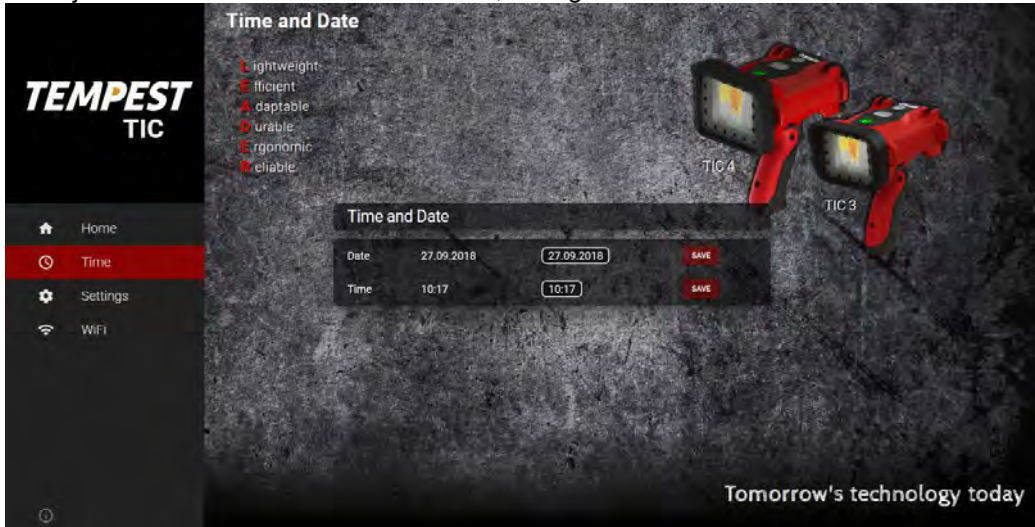 Time and Date
TEMPEST
TIC
Lightweight
Efficient
Adaptable
Durable
Ergonomic
Reliable
TIC 4
TIC 3
Home
Time
Settings
WiFi
Time and Date
Date 27.09.2018 27.09.2018 SAVE
Time 10:17 10:17 SAVE
Tomorrow's technology today